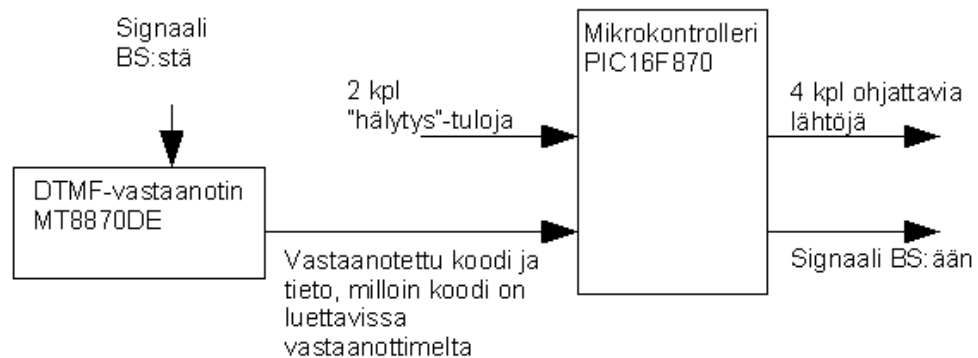 Signaali
BS:stä
DTMF-vastaanotin
MT8870DE
2 kpl
"hälytys"-tuloja
Vastaanotettu koodi ja
tieto, milloin koodi on
luettavissa
vastaanottimelta
Mikrokontrolleri
PIC16F870
4 kpl ohjattavia
lähtöjä
Signaali BS:ään